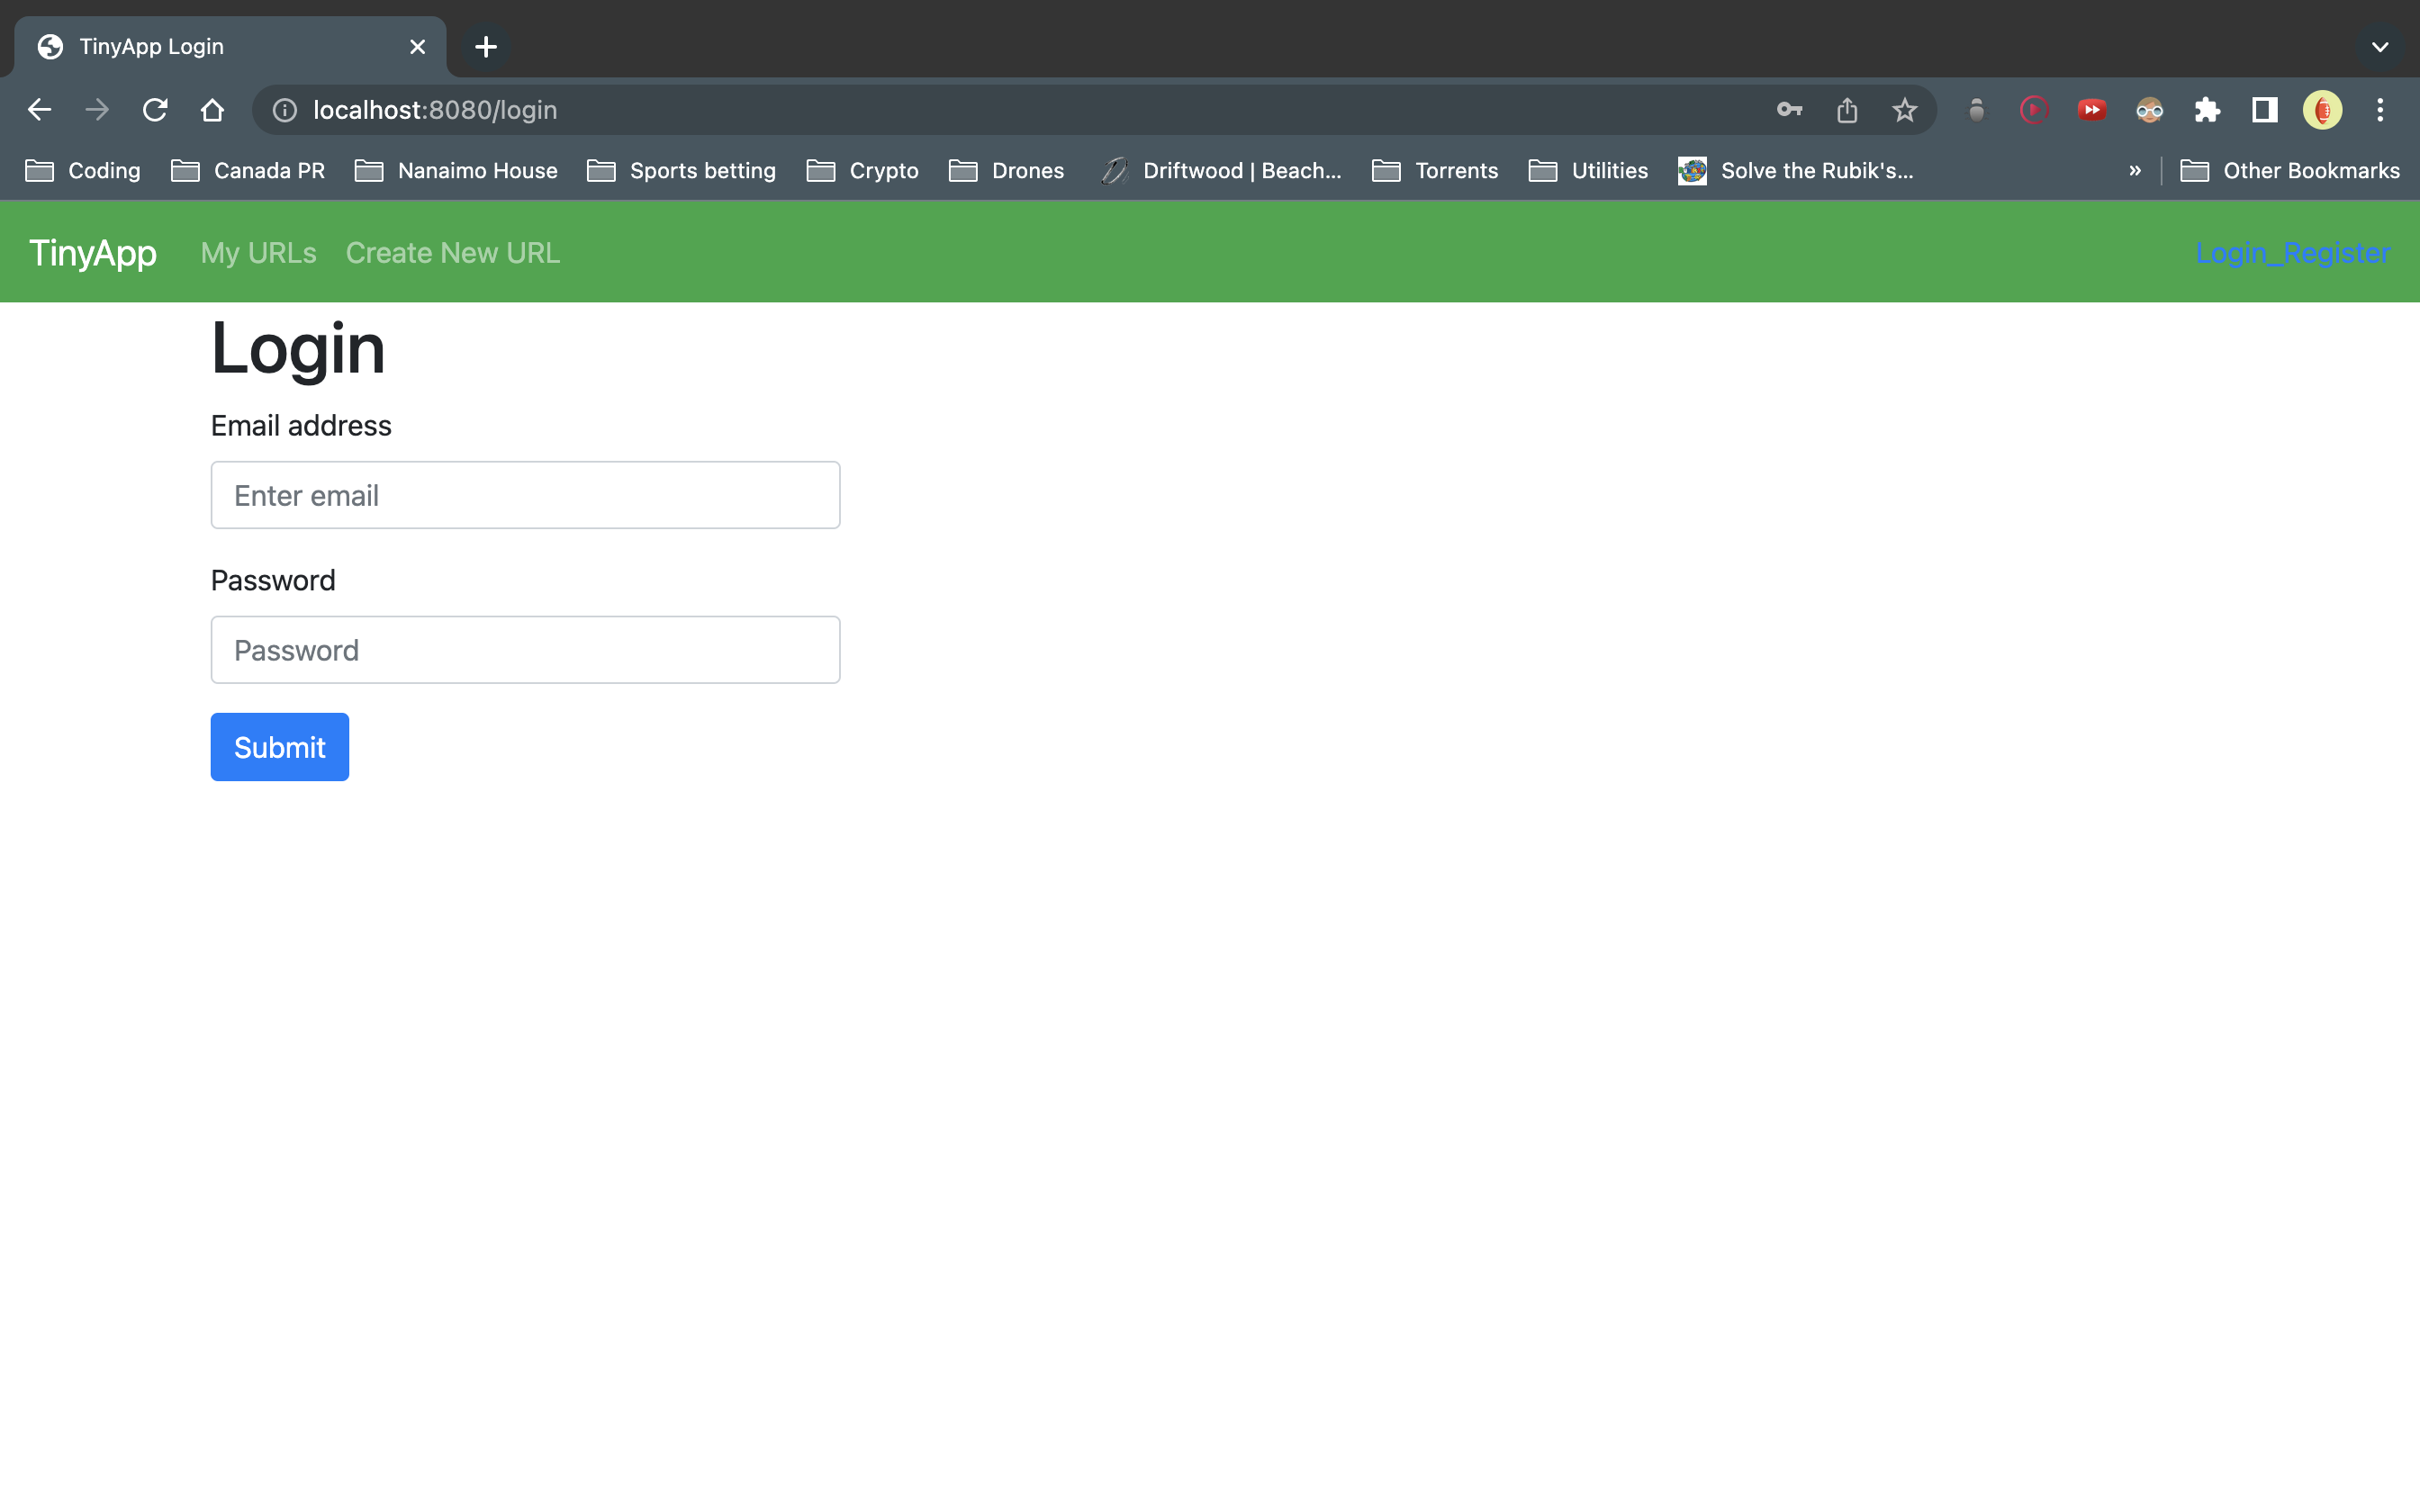 TinyApp Login
localhost:8080/login
Coding Canada PR Nanaimo House Sports betting Crypto Drones Driftwood | Beach... Torrents Utilities Solve the Rubik's... » Other Bookmarks
TinyApp My URLs Create New URL Login_Register
Login
Email address
Enter email
Password
Password
Submit